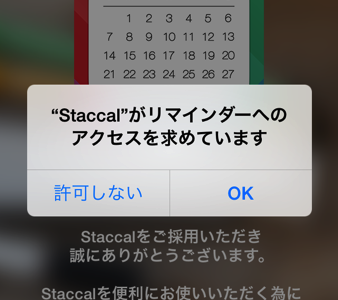 1 2 3 4 5 6
7 8 9 10 11 12 13
14 15 16 17 18 19 20
21 22 23 24 25 26 27
“Staccal”がリマインダーへの
アクセスを求めています
許可しない OK
Staccalをご採用いただき
誠にありがとうございます。
Staccalを便利にお使いいただく為に